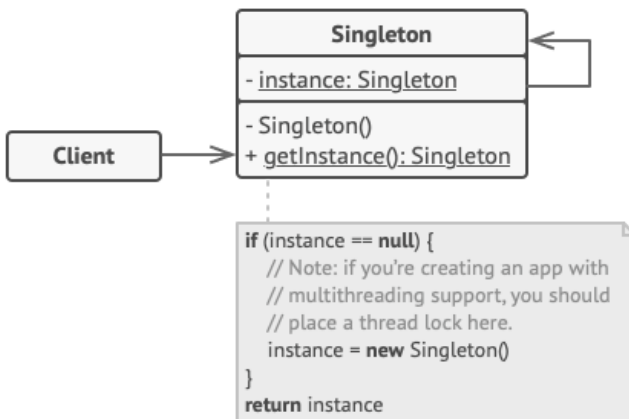 Singleton
- instance: Singleton
- Singleton()
+ getInstance(): Singleton
Client
if (instance == null) {
// Note: if you're creating an app with
// multithreading support, you should
// place a thread lock here.
instance = new Singleton()
}
return instance